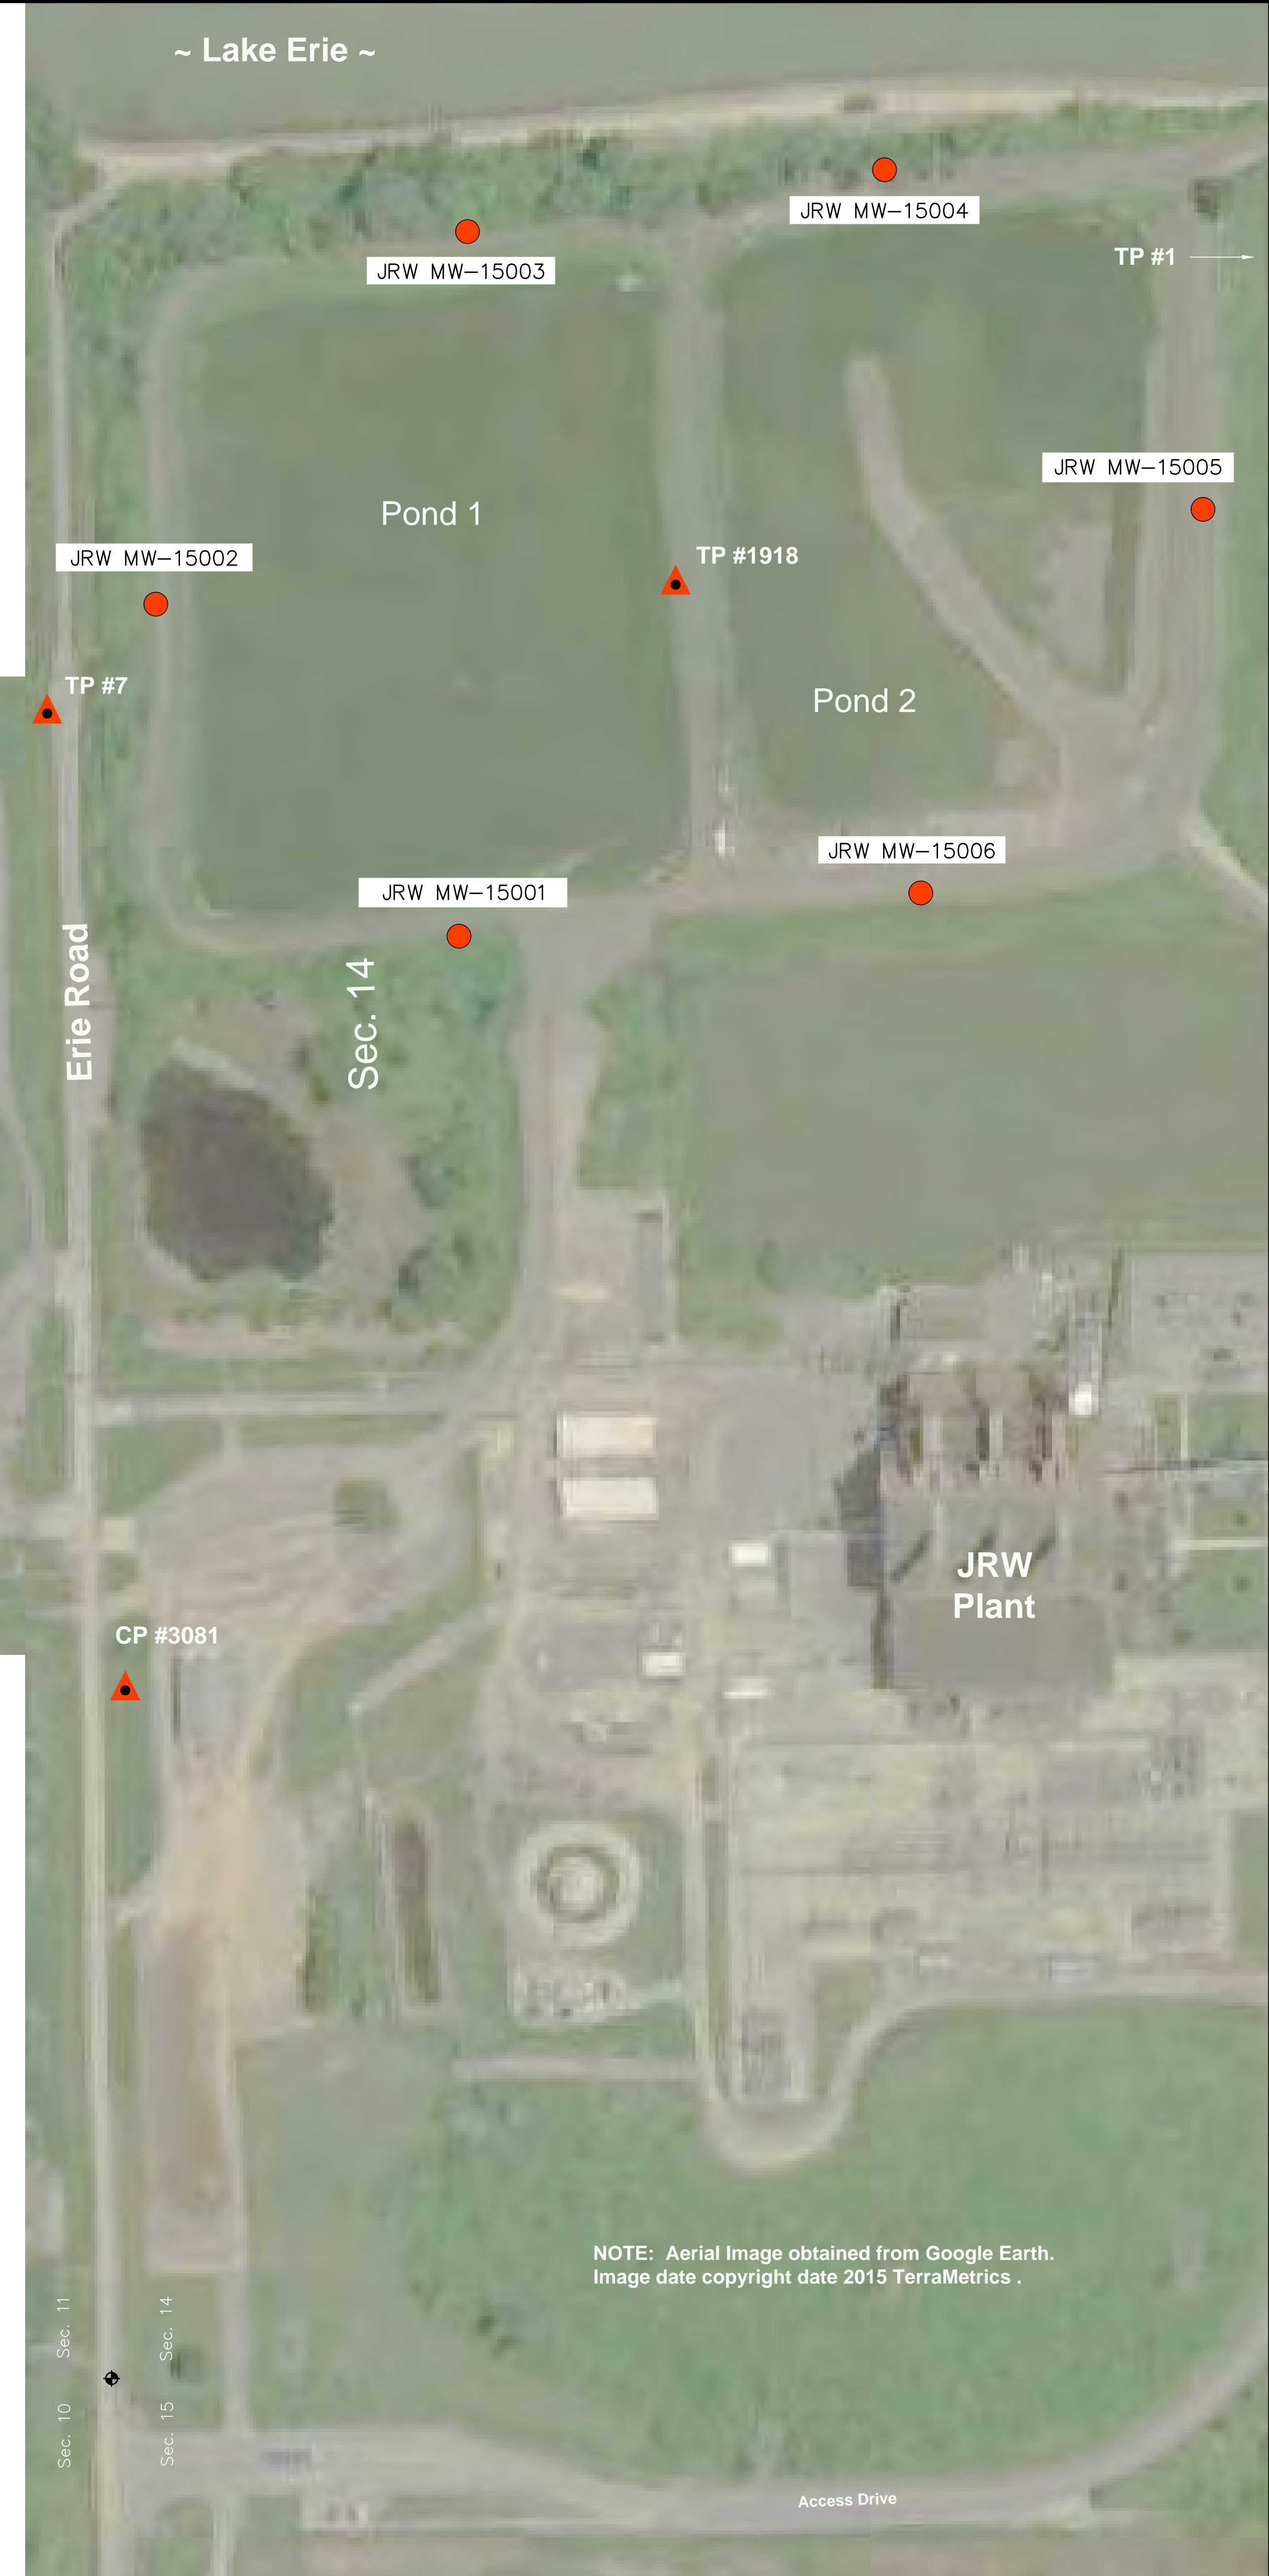 ~ Lake Erie ~
JRW MW-15004
TP #1
JRW MW-15003
JRW MW-15005
Pond 1
JRW MW-15002
TP #1918
TP #7
Pond 2
JRW MW-15006
JRW MW-15001
Erie Road
Sec. 14
JRW
Plant
CP #3081
NOTE: Aerial Image obtained from Google Earth.
Image date copyright date 2015 TerraMetrics .
Sec. 11
Sec. 14
Sec. 10
Sec. 15
Access Drive